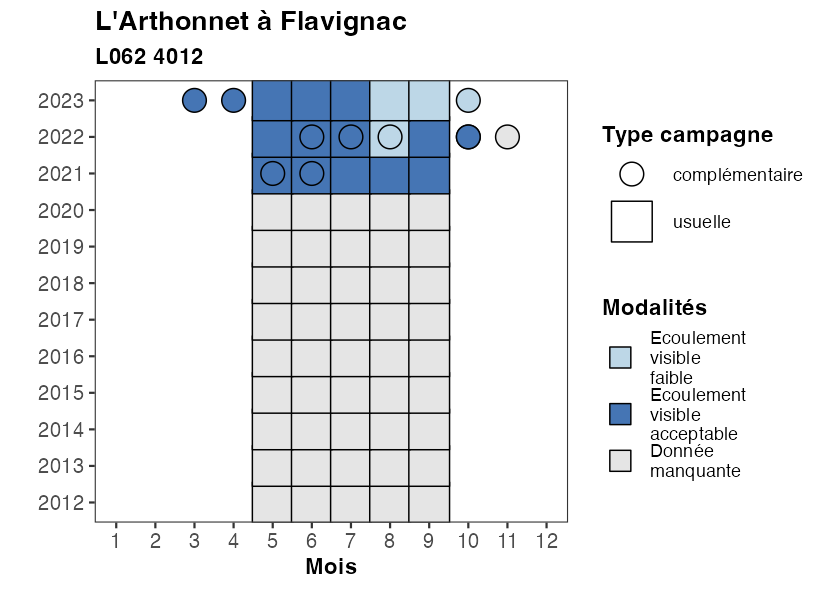 L'Arthonnet à Flavignac
L062 4012
2023
2022
2021
2020
2019
2018
2017
2016
2015
2014
2013
2012
1 2 3 4 5 6 7 8 9 10 11 12
Mois
Type campagne
complémentaire
usuelle
Modalités
Ecoulement
visible
faible
Ecoulement
visible
acceptable
Donnée
manquante